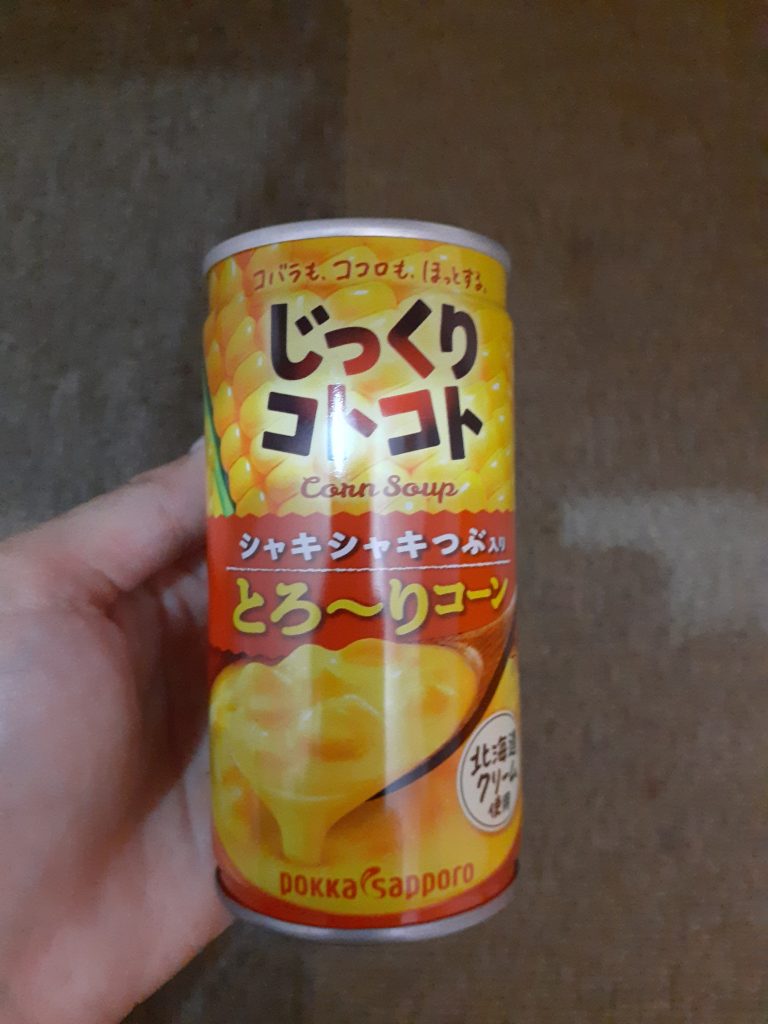 コバラも、ココロも、ほっとする。
じっくり
コトコト
Corn Soup
シャキシャキつぶ入り
とろ～りコーン
北海道
クリーム
使用
pokka sapporo